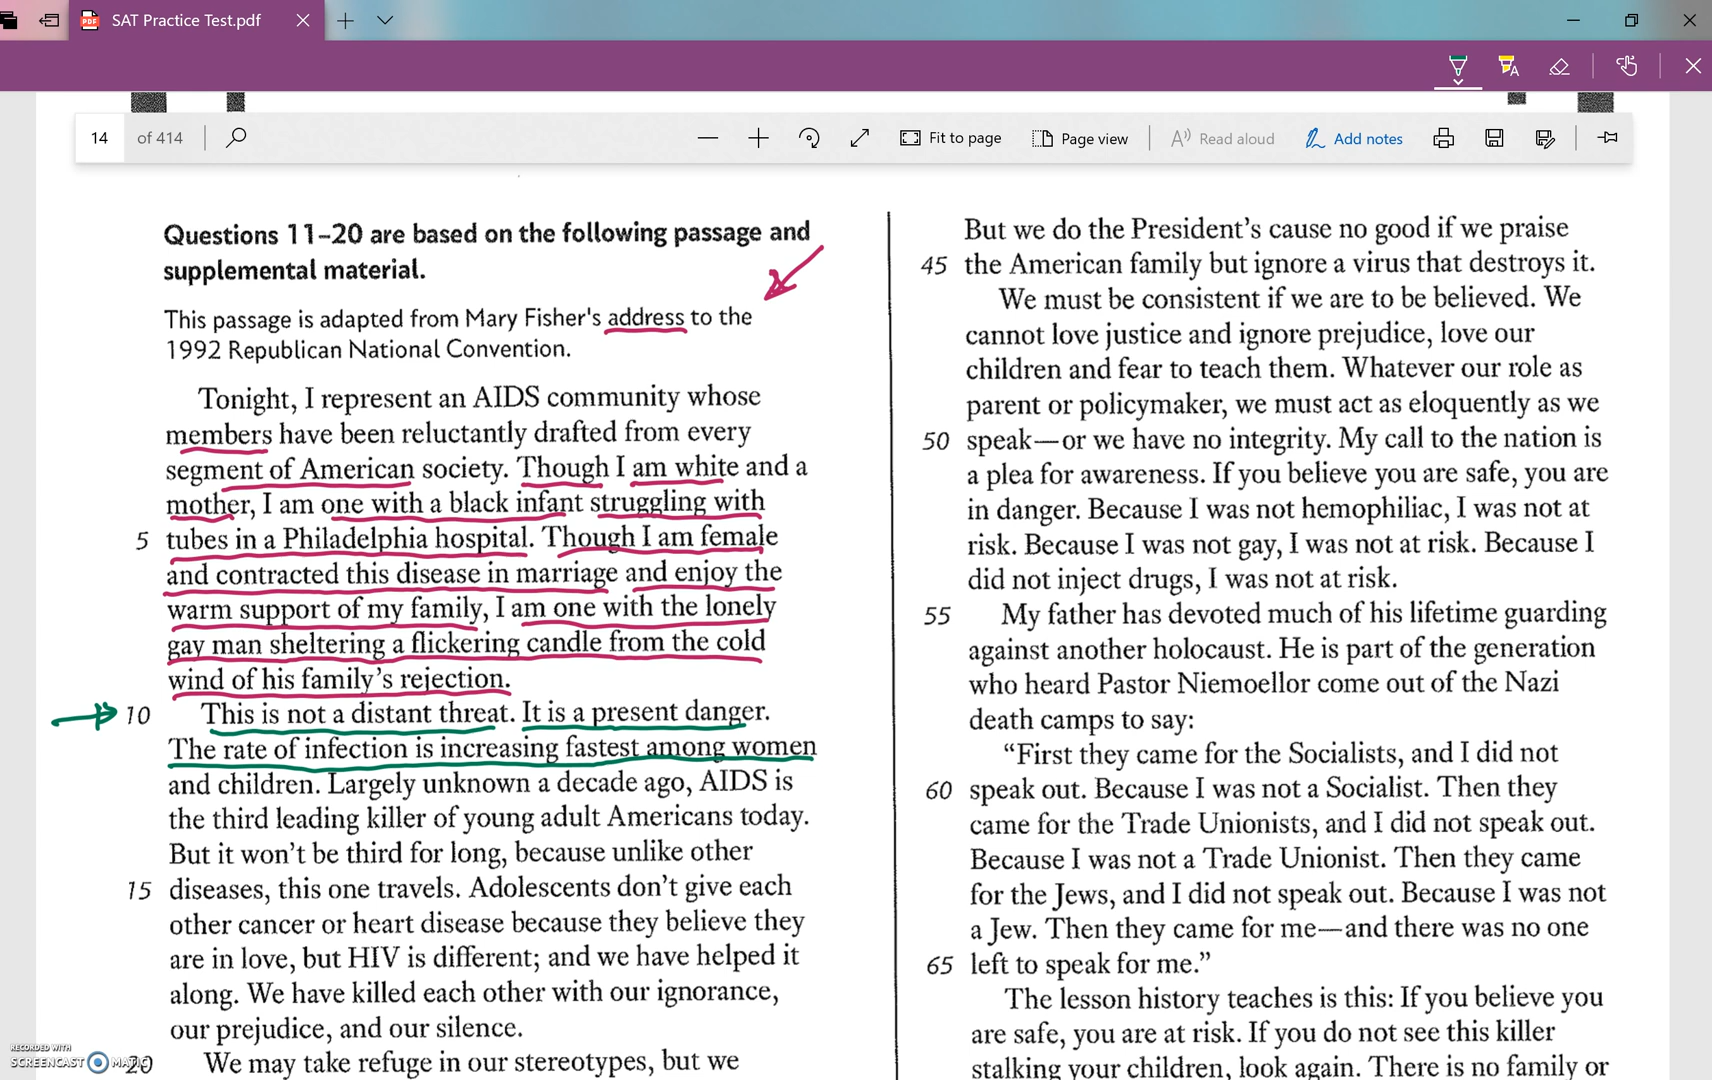 SAT Practice Test.pdf
PDF
14 of 414
Fit to page
Page view
Read aloud
Add notes
Questions 11–20 are based on the following passage and
supplemental material.
This passage is adapted from Mary Fisher's address to the
1992 Republican National Convention.
Tonight, I represent an AIDS community whose
members have been reluctantly drafted from every
segment of American society. Though I am white and a
mother, I am one with a black infant struggling with
5 tubes in a Philadelphia hospital. Though I am female
and contracted this disease in marriage and enjoy the
warm support of my family, I am one with the lonely
gay man sheltering a flickering candle from the cold
wind of his family’s rejection.
10 This is not a distant threat. It is a present danger.
The rate of infection is increasing fastest among women
and children. Largely unknown a decade ago, AIDS is
the third leading killer of young adult Americans today.
But it won’t be third for long, because unlike other
15 diseases, this one travels. Adolescents don’t give each
other cancer or heart disease because they believe they
are in love, but HIV is different; and we have helped it
along. We have killed each other with our ignorance,
our prejudice, and our silence.
20 We may take refuge in our stereotypes, but we
But we do the President’s cause no good if we praise
45 the American family but ignore a virus that destroys it.
We must be consistent if we are to be believed. We
cannot love justice and ignore prejudice, love our
children and fear to teach them. Whatever our role as
parent or policymaker, we must act as eloquently as we
50 speak—or we have no integrity. My call to the nation is
a plea for awareness. If you believe you are safe, you are
in danger. Because I was not hemophiliac, I was not at
risk. Because I was not gay, I was not at risk. Because I
did not inject drugs, I was not at risk.
55 My father has devoted much of his lifetime guarding
against another holocaust. He is part of the generation
who heard Pastor Niemoellor come out of the Nazi
death camps to say:
“First they came for the Socialists, and I did not
60 speak out. Because I was not a Socialist. Then they
came for the Trade Unionists, and I did not speak out.
Because I was not a Trade Unionist. Then they came
for the Jews, and I did not speak out. Because I was not
a Jew. Then they came for me—and there was no one
65 left to speak for me.”
The lesson history teaches is this: If you believe you
are safe, you are at risk. If you do not see this killer
stalking your children, look again. There is no family or
RECORDED WITH
SCREENCAST MATIC